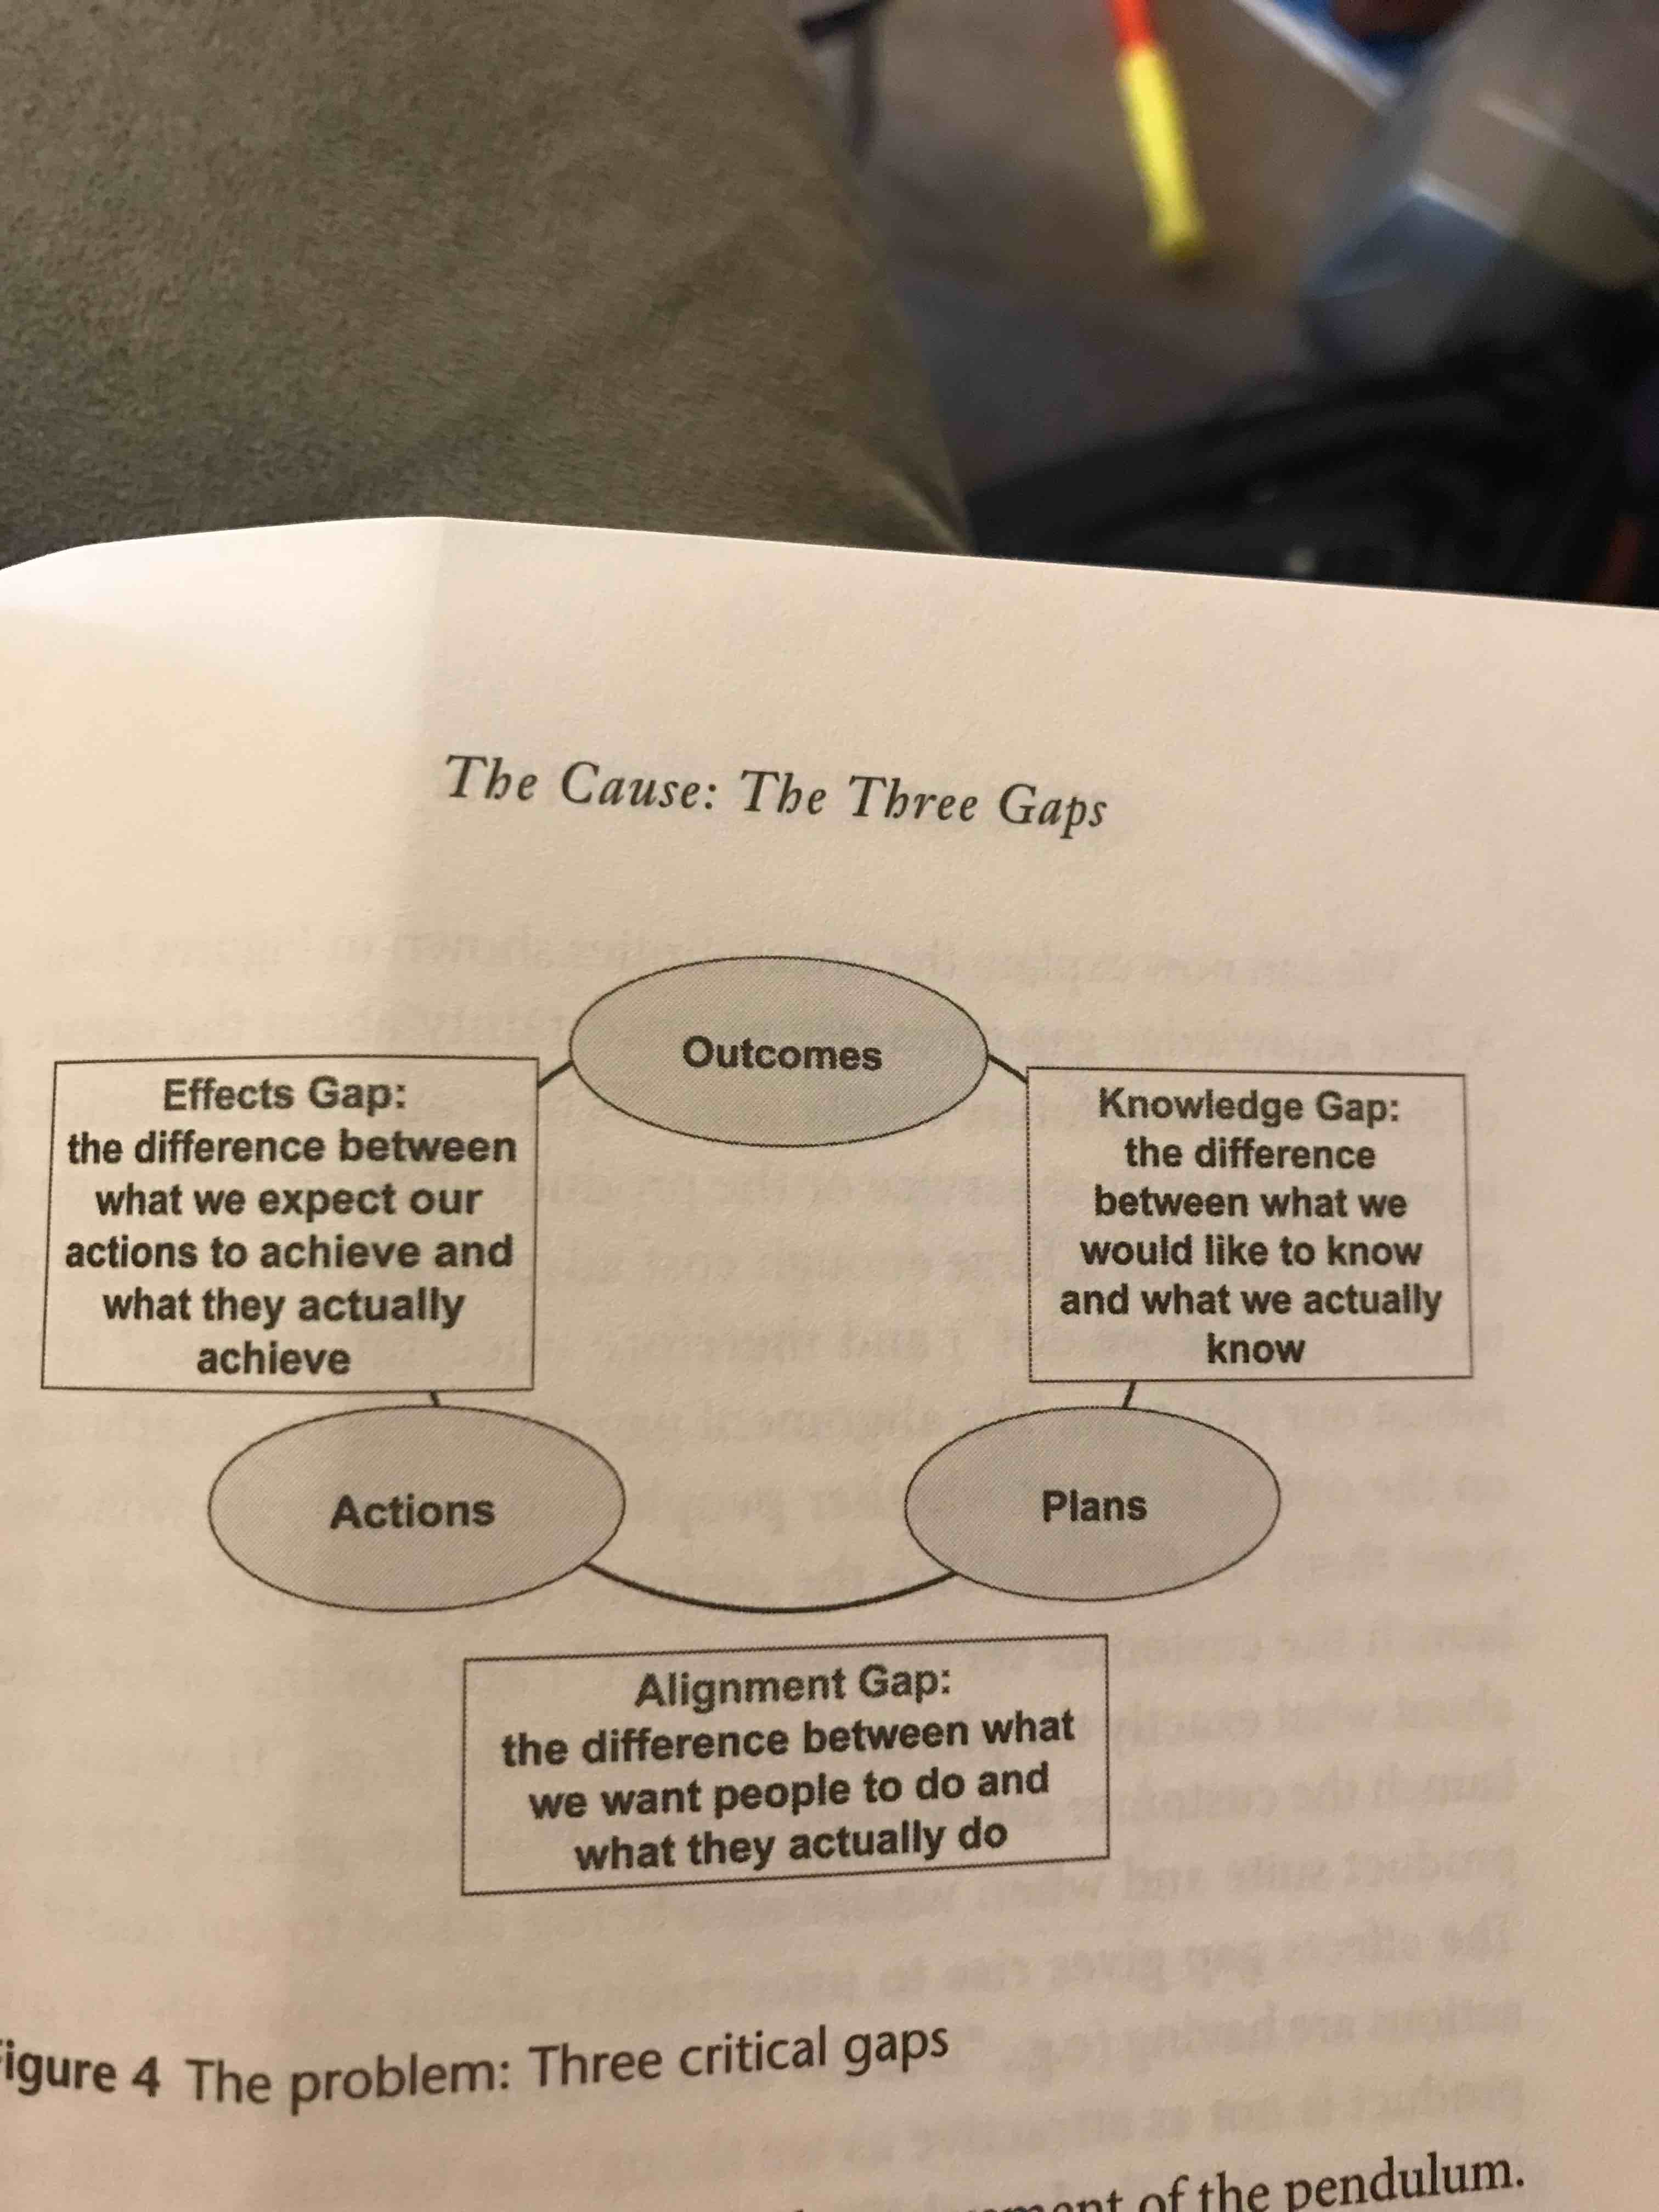 The Cause: The Three Gaps
Outcomes
Effects Gap:
the difference between
what we expect our
actions to achieve and
what they actually
achieve
Knowledge Gap:
the difference
between what we
would like to know
and what we actually
know
Actions
Plans
Alignment Gap:
the difference between what
we want people to do and
what they actually do
igure 4 The problem: Three critical gaps
of the pendulum.